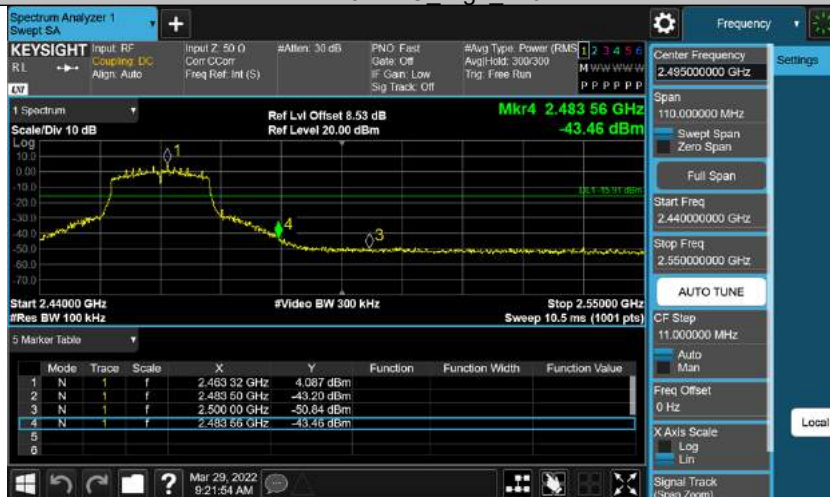 Spectrum Analyzer 1
Swept SA
+
Frequency
KEYSIGHT
RL
LXI
Input: RF
Coupling: DC
Align: Auto
Input Z: 50 Ω
Corr CCorr
Freq Ref: Int (S)
#Atten: 30 dB
PNO: Fast
Gate: Off
IF Gain: Low
Sig Track: Off
#Avg Type: Power (RMS
Avg|Hold: 300/300
Trig: Free Run
1 2 3 4 5 6
M W W W W W
P P P P P P
1 Spectrum
Scale/Div 10 dB
Ref Lvl Offset 8.53 dB
Ref Level 20.00 dBm
Mkr4 2.483 56 GHz
-43.46 dBm
Log
10.0
0.00
-10.0
-20.0
-30.0
-40.0
-50.0
-60.0
-70.0
1
4
3
DL1 -15.91 dBm
Start 2.44000 GHz
#Res BW 100 kHz
#Video BW 300 kHz
Stop 2.55000 GHz
Sweep 10.5 ms (1001 pts)
5 Marker Table
Mode Trace Scale X Y Function Function Width Function Value
1 N 1 f 2.463 32 GHz 4.087 dBm
2 N 1 f 2.483 50 GHz -43.20 dBm
3 N 1 f 2.500 00 GHz -50.84 dBm
4 N 1 f 2.483 56 GHz -43.46 dBm
5
6
Mar 29, 2022
9:21:54 AM
?
Center Frequency
2.495000000 GHz
Settings
Span
110.000000 MHz
Swept Span
Zero Span
Full Span
Start Freq
2.440000000 GHz
Stop Freq
2.550000000 GHz
AUTO TUNE
CF Step
11.000000 MHz
Auto
Man
Freq Offset
0 Hz
X Axis Scale
Log
Lin
Local
Signal Track
(Span Zoom)